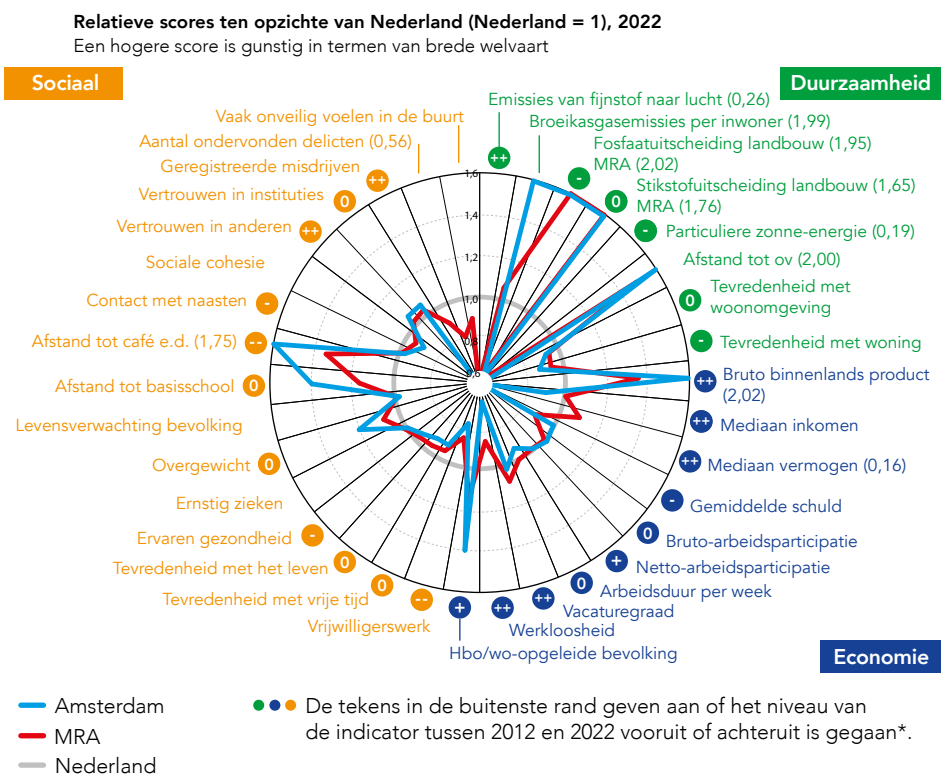 Relatieve scores ten opzichte van Nederland (Nederland = 1), 2022
Een hogere score is gunstig in termen van brede welvaart
Sociaal
Duurzaamheid
Emissies van fijnstof naar lucht (0,26)
++
Broeikasgasemissies per inwoner (1,99)
Fosfaatuitscheiding landbouw (1,95)
MRA (2,02)
-
Stikstofuitscheiding landbouw (1,65)
MRA (1,76)
0
Particuliere zonne-energie (0,19)
-
Afstand tot ov (2,00)
Tevredenheid met
woonomgeving
0
Tevredenheid met woning
-
Bruto binnenlands product
(2,02)
++
Mediaan inkomen
++
Mediaan vermogen (0,16)
++
Gemiddelde schuld
-
Bruto-arbeidsparticipatie
0
Netto-arbeidsparticipatie
+
Arbeidsduur per week
0
Vacaturegraad
++
Werkloosheid
++
Hbo/wo-opgeleide bevolking
+
Vrijwilligerswerk
--
Tevredenheid met vrije tijd
0
Tevredenheid met het leven
0
Ervaren gezondheid
-
Ernstig zieken
Overgewicht
0
Levensverwachting bevolking
Afstand tot basisschool
0
Afstand tot café e.d. (1,75)
--
Contact met naasten
-
Sociale cohesie
Vertrouwen in anderen
++
Vertrouwen in instituties
0
Geregistreerde misdrijven
++
Aantal ondervonden delicten (0,56)
Vaak onveilig voelen in de buurt
1,6
1,4
1,2
1,0
0,8
0,6
Economie
Amsterdam
MRA
Nederland
De tekens in de buitenste rand geven aan of het niveau van
de indicator tussen 2012 en 2022 vooruit of achteruit is gegaan*.